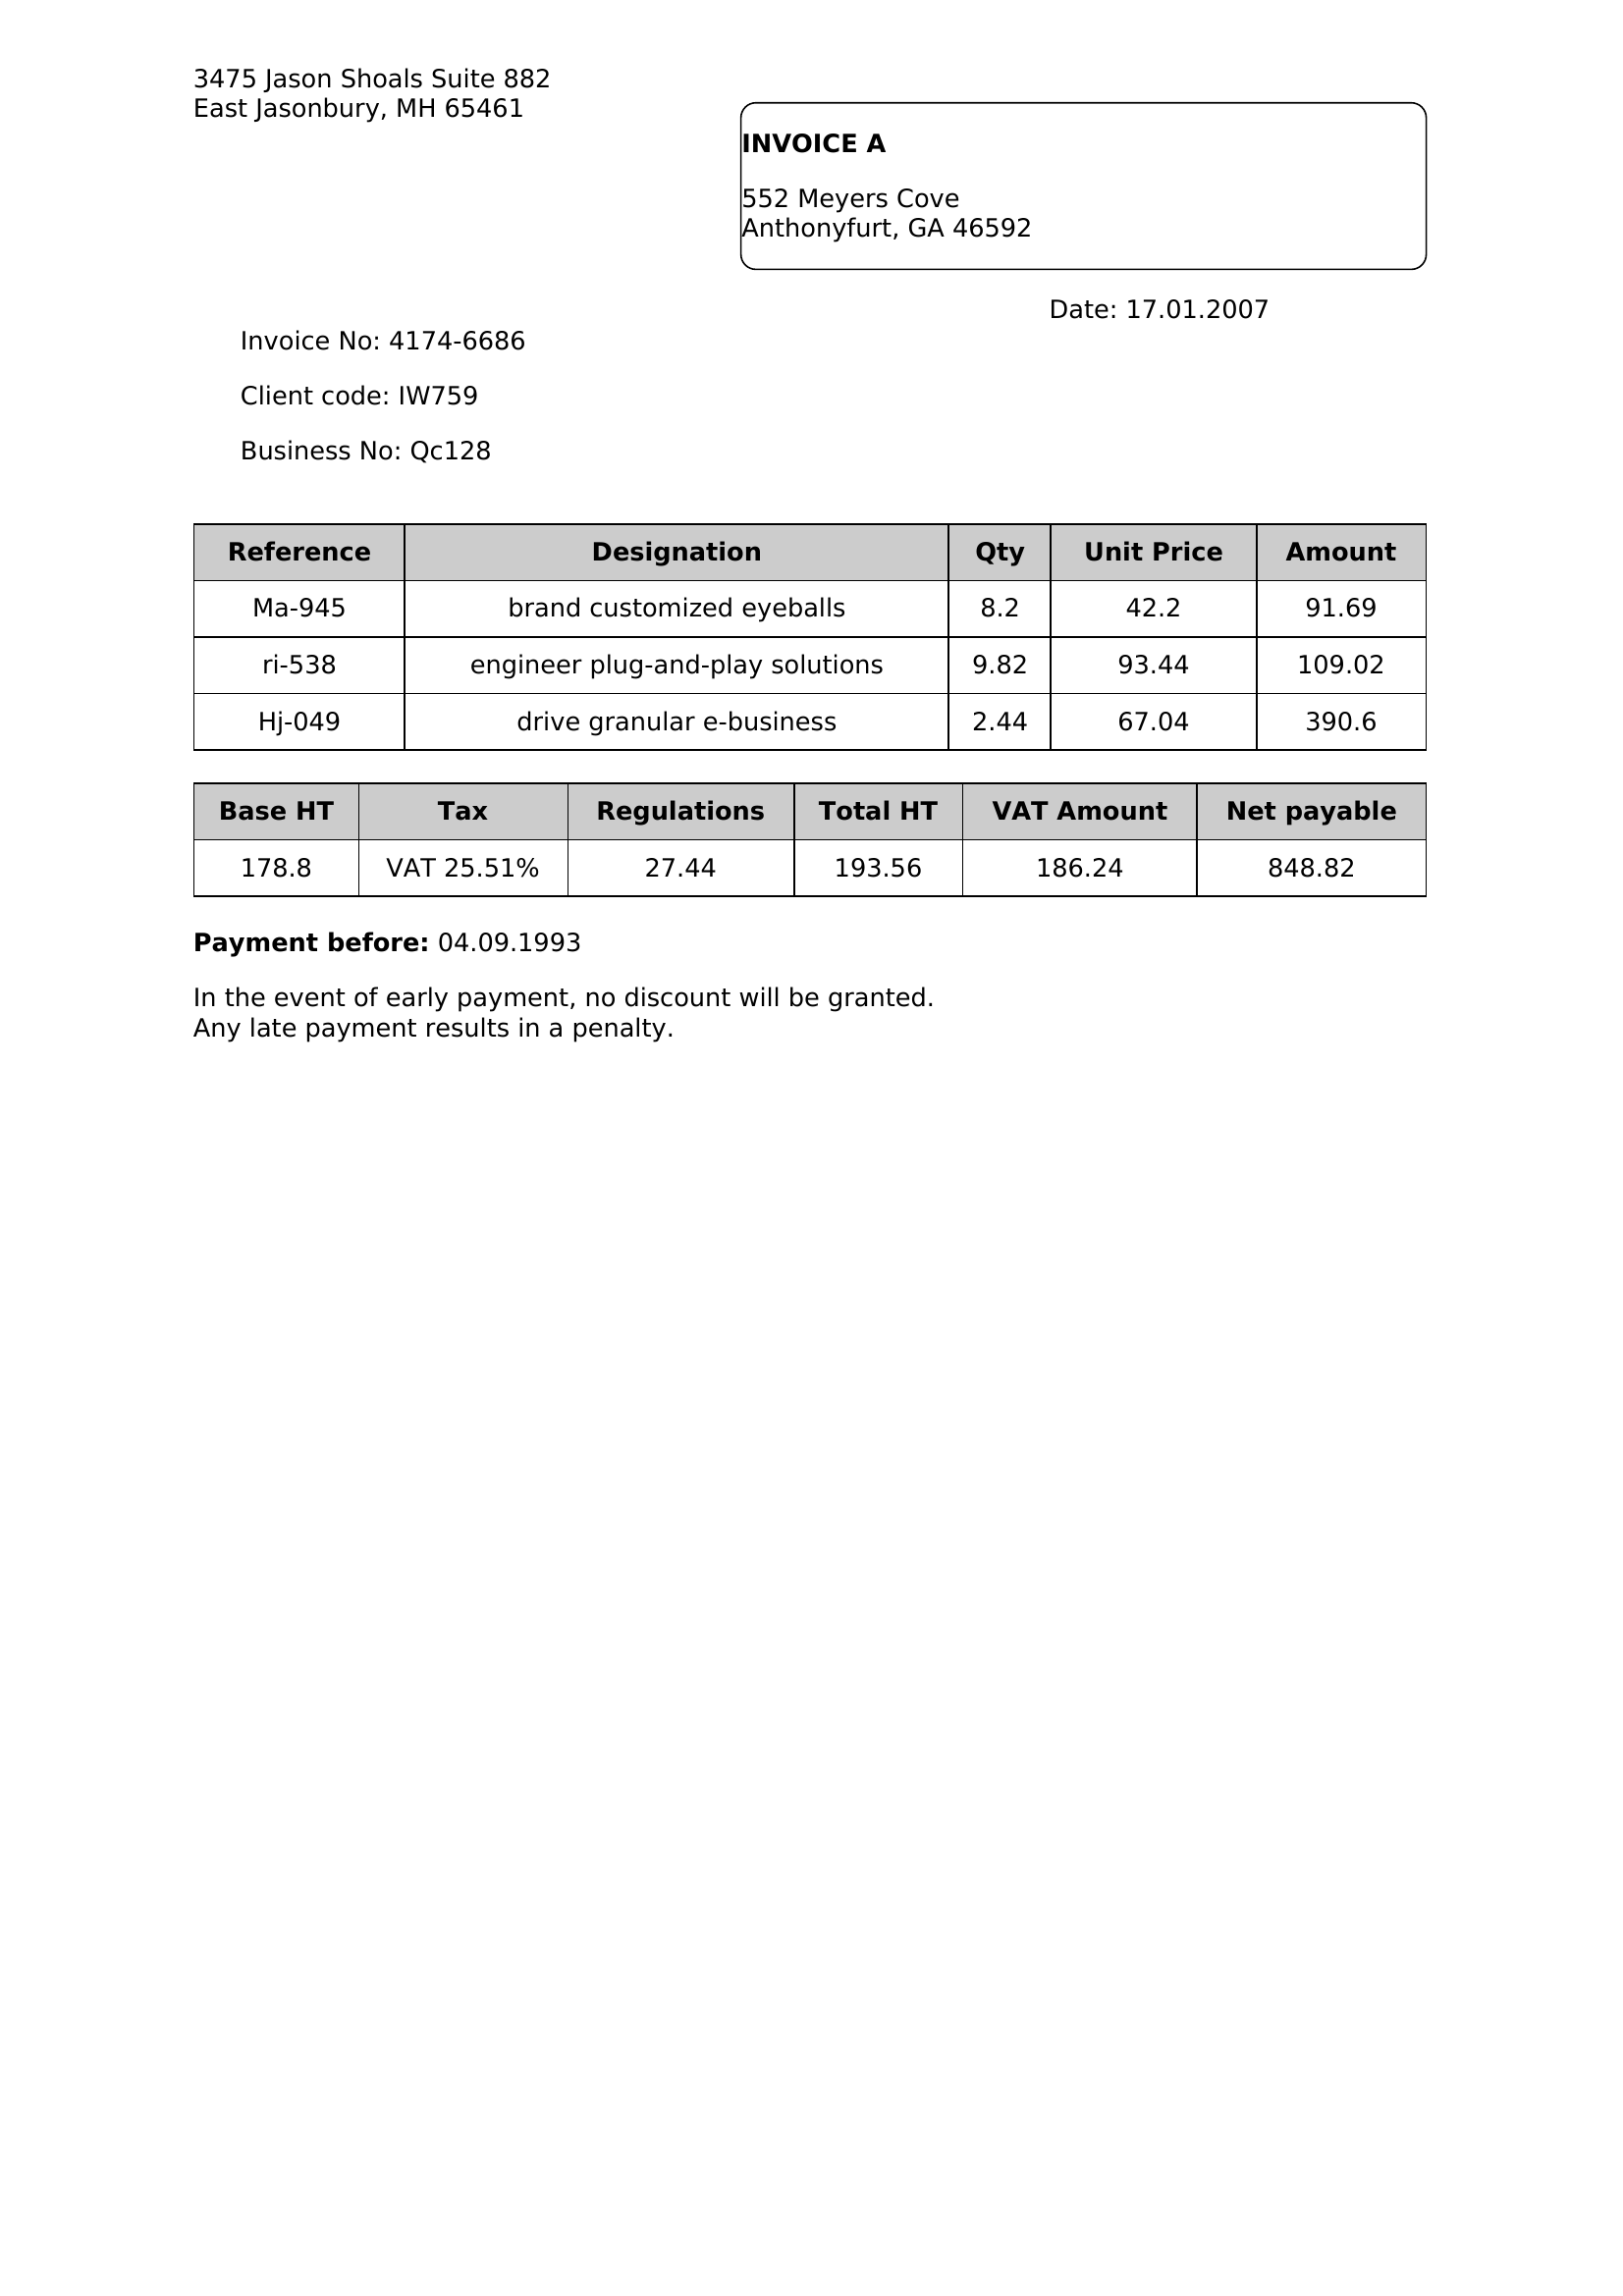 3475 Jason Shoals Suite 882
East Jasonbury, MH 65461
INVOICE A
552 Meyers Cove
Anthonyfurt, GA 46592
Date: 17.01.2007
Invoice No: 4174-6686
Client code: IW759
Business No: Qc128
Reference Designation Qty Unit Price Amount
Ma-945 brand customized eyeballs 8.2 42.2 91.69
ri-538 engineer plug-and-play solutions 9.82 93.44 109.02
Hj-049 drive granular e-business 2.44 67.04 390.6
Base HT Tax Regulations Total HT VAT Amount Net payable
178.8 VAT 25.51% 27.44 193.56 186.24 848.82
Payment before: 04.09.1993
In the event of early payment, no discount will be granted.
Any late payment results in a penalty.